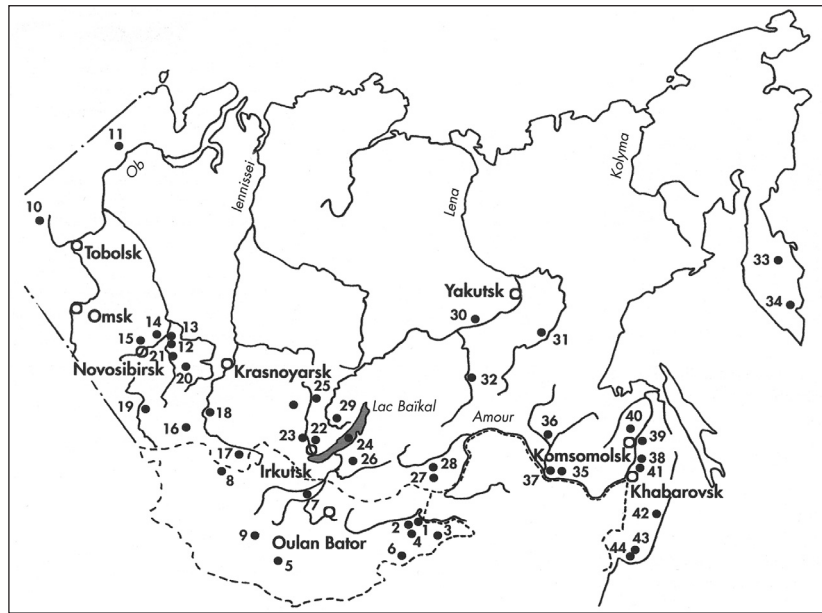 11
Ob
Iennissei
Kolyma
Lena
10
Tobolsk
33
Yakutsk
Omsk
30
34
14
13
31
15
12
21
Novosibirsk
20
Krasnoyarsk
25
32
Lac Baïkal
29
Amour
19
18
16
36
40
22
23
24
39
Komsomolsk
17
26
28
38
8
Irkutsk
27
37
35
41
Khabarovsk
7
42
2
1
3
9
Oulan Bator
4
6
5
43
44